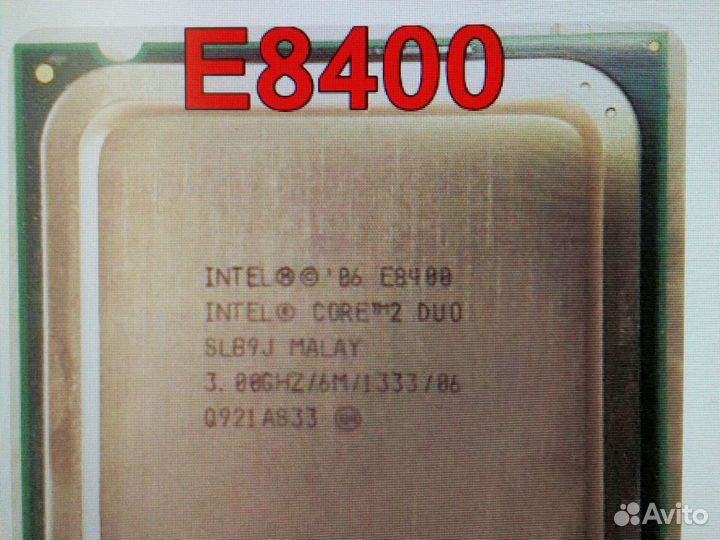 E8400
INTEL®©'06 E8400
INTEL® CORE™2 DUO
SLB9J MALAY
3.00GHZ/6M/1333/06
Q921A833
Avito